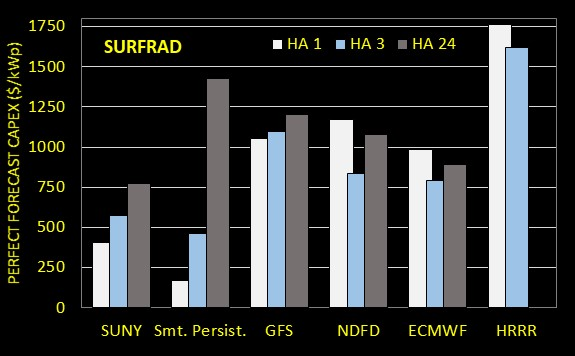 SURFRAD
HA 1 HA 3 HA 24
PERFECT FORECAST CAPEX ($/kWp)
1750
1500
1250
1000
750
500
250
0
SUNY Smt. Persist. GFS NDFD ECMWF HRRR